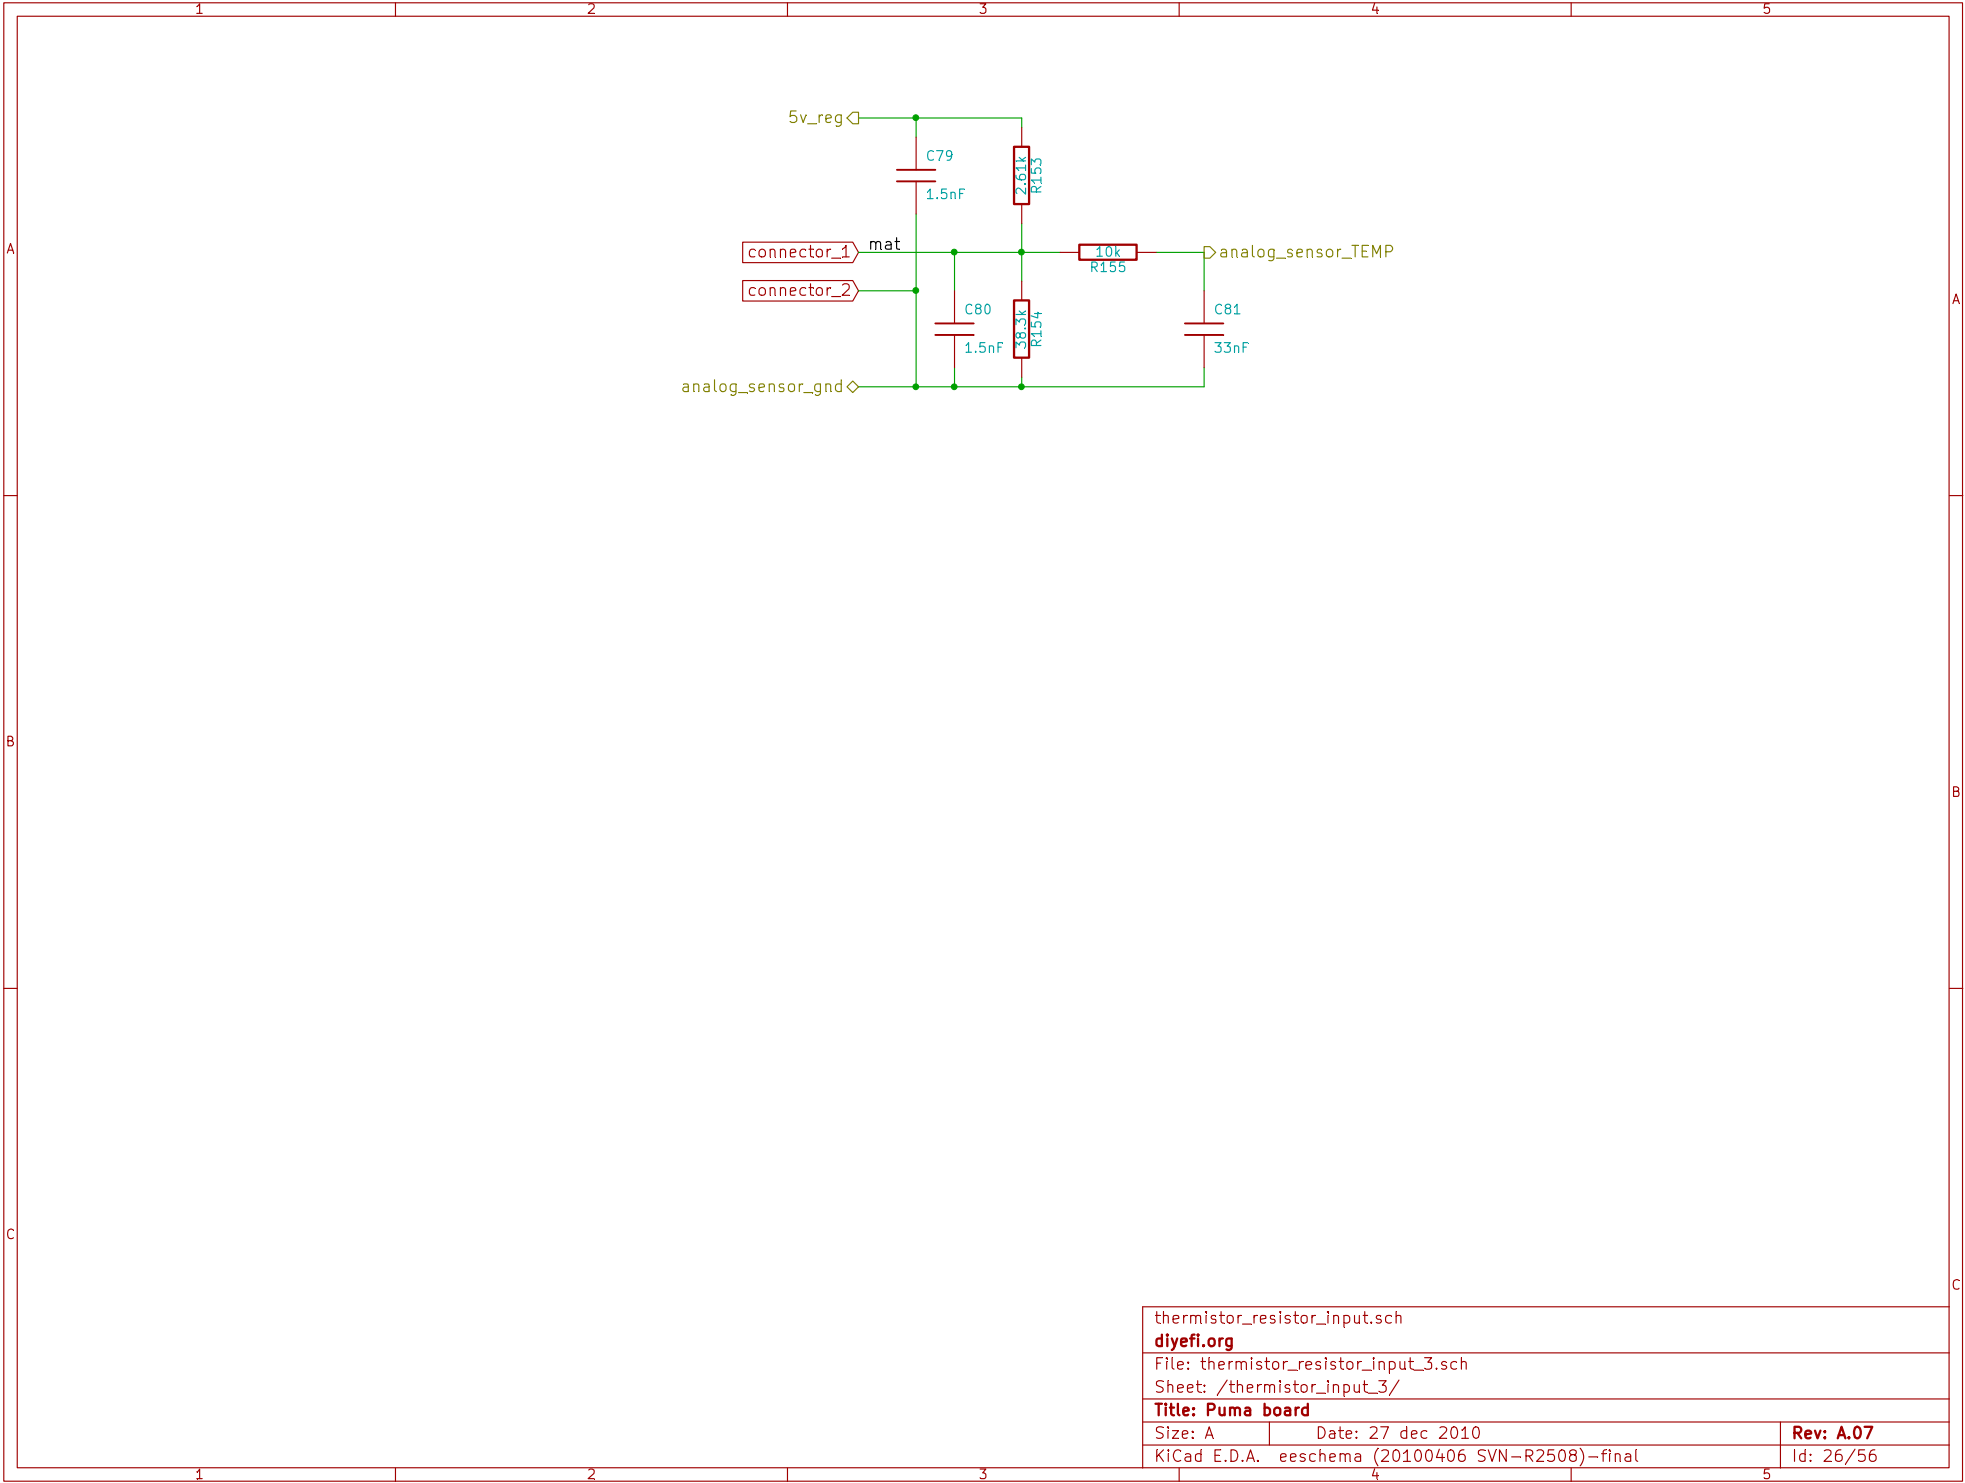 1 2 3 4 5
5v_reg
C79
1.5nF
2.61k
R153
A
connector_1
mat
10k
R155
analog_sensor_TEMP
connector_2
A
C80
1.5nF
38.3k
R154
C81
33nF
analog_sensor_gnd
B
B
C
C
thermistor_resistor_input.sch
diyefi.org
File: thermistor_resistor_input_3.sch
Sheet: /thermistor_input_3/
Title: Puma board
Size: A Date: 27 dec 2010 Rev: A.07
KiCad E.D.A. eeschema (20100406 SVN-R2508)-final Id: 26/56
1 2 3 4 5